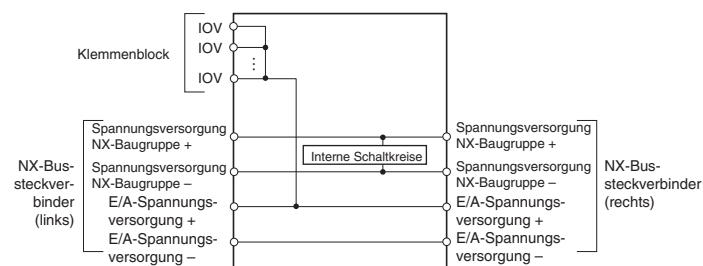 Klemmenblock
IOV
IOV
⋮
IOV
NX-Bus-
steckver-
binder
(links)
Spannungsversorgung
NX-Baugruppe +
Spannungsversorgung
NX-Baugruppe –
E/A-Spannungs-
versorgung +
E/A-Spannungs-
versorgung –
Interne Schaltkreise
Spannungsversorgung
NX-Baugruppe +
Spannungsversorgung
NX-Baugruppe –
E/A-Spannungs-
versorgung +
E/A-Spannungs-
versorgung –
NX-Bus-
steckverbinder
(rechts)